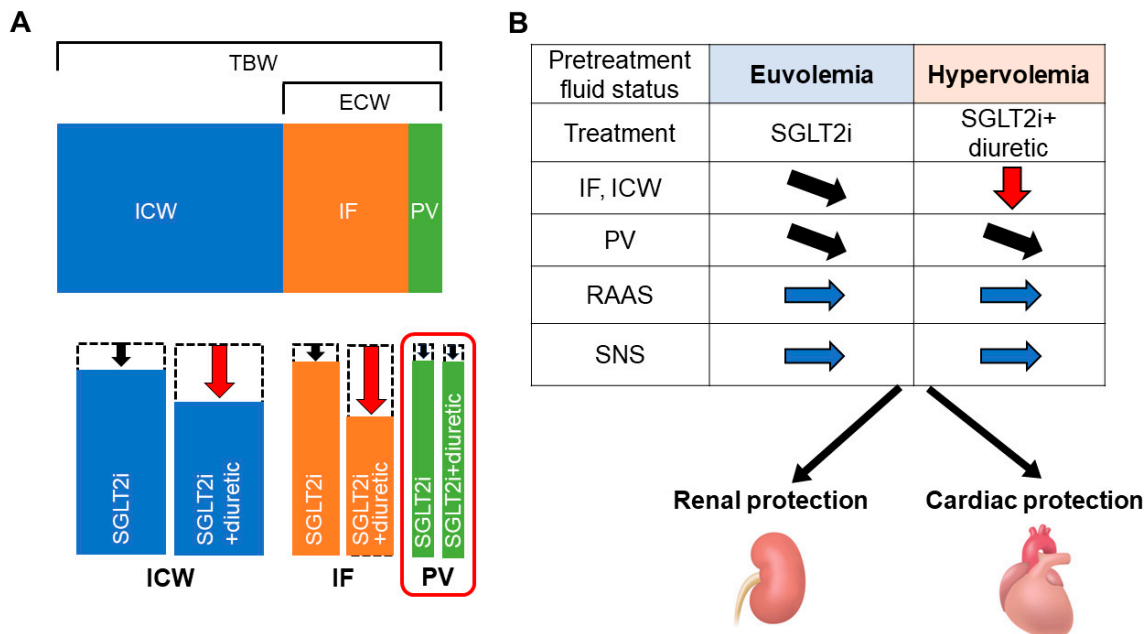 A
TBW
ECW
ICW
IF
PV
SGLT2i
SGLT2i
+diuretic
SGLT2i
SGLT2i
+diuretic
SGLT2i
SGLT2i+diuretic
ICW
IF
PV
B
Pretreatment
fluid status
Euvolemia
Hypervolemia
Treatment
SGLT2i
SGLT2i+
diuretic
IF, ICW
PV
RAAS
SNS
Renal protection
Cardiac protection